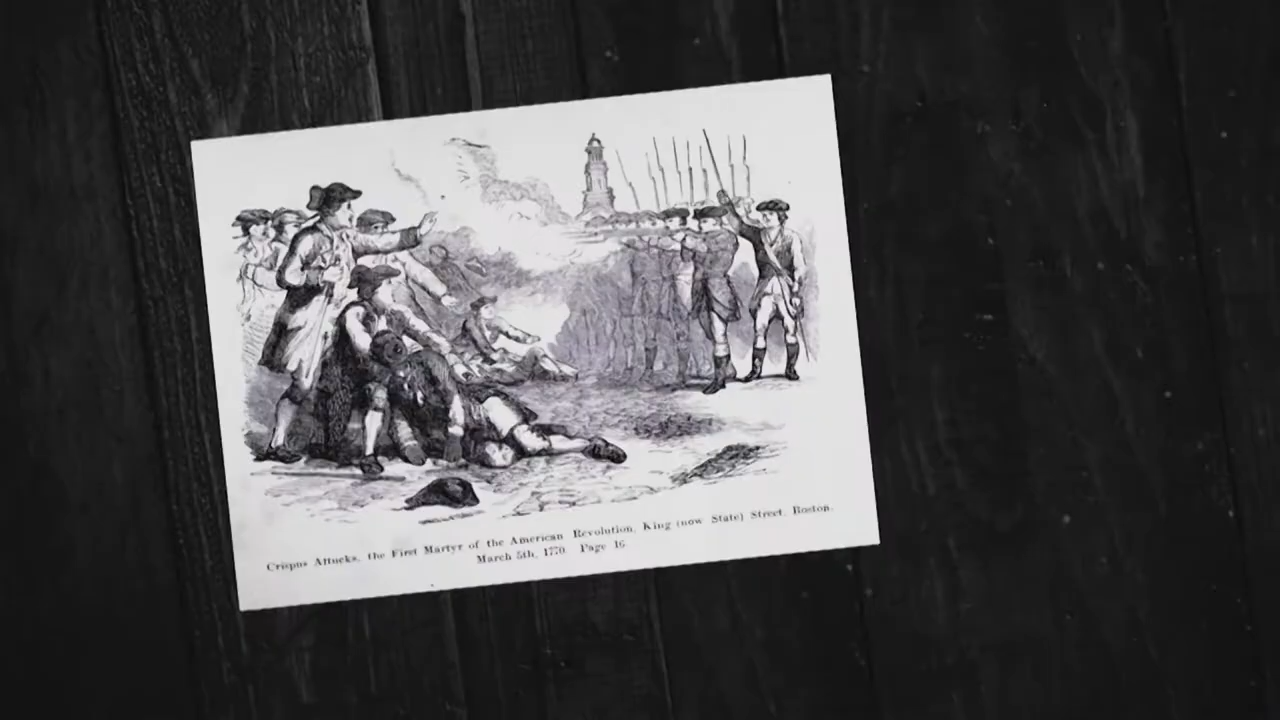 Crispus Attucks, the First Martyr of the American Revolution, King (now State) Street, Boston.
March 5th, 1770 Page 16